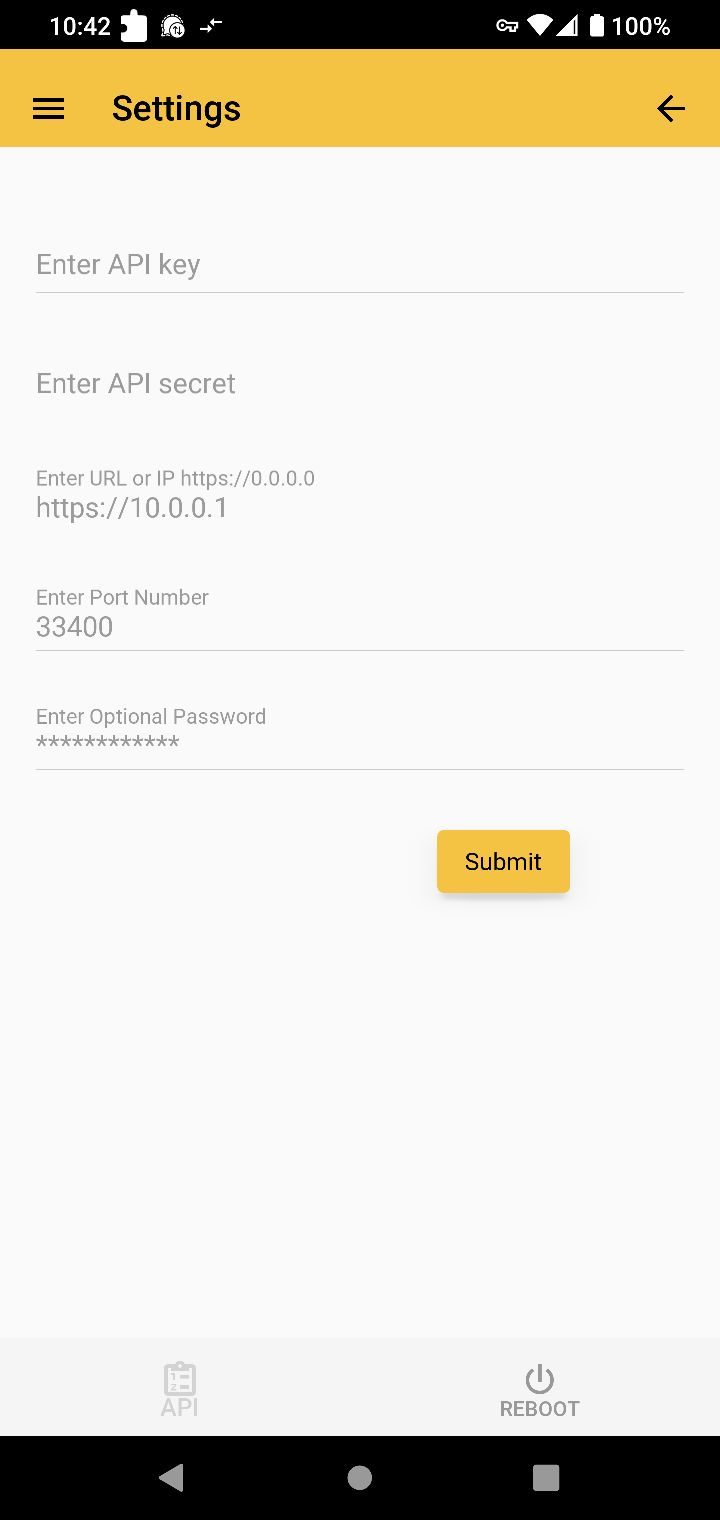 10:42
100%
Settings
Enter API key
Enter API secret
Enter URL or IP https://0.0.0.0
https://10.0.0.1
Enter Port Number
33400
Enter Optional Password
************
Submit
API
REBOOT